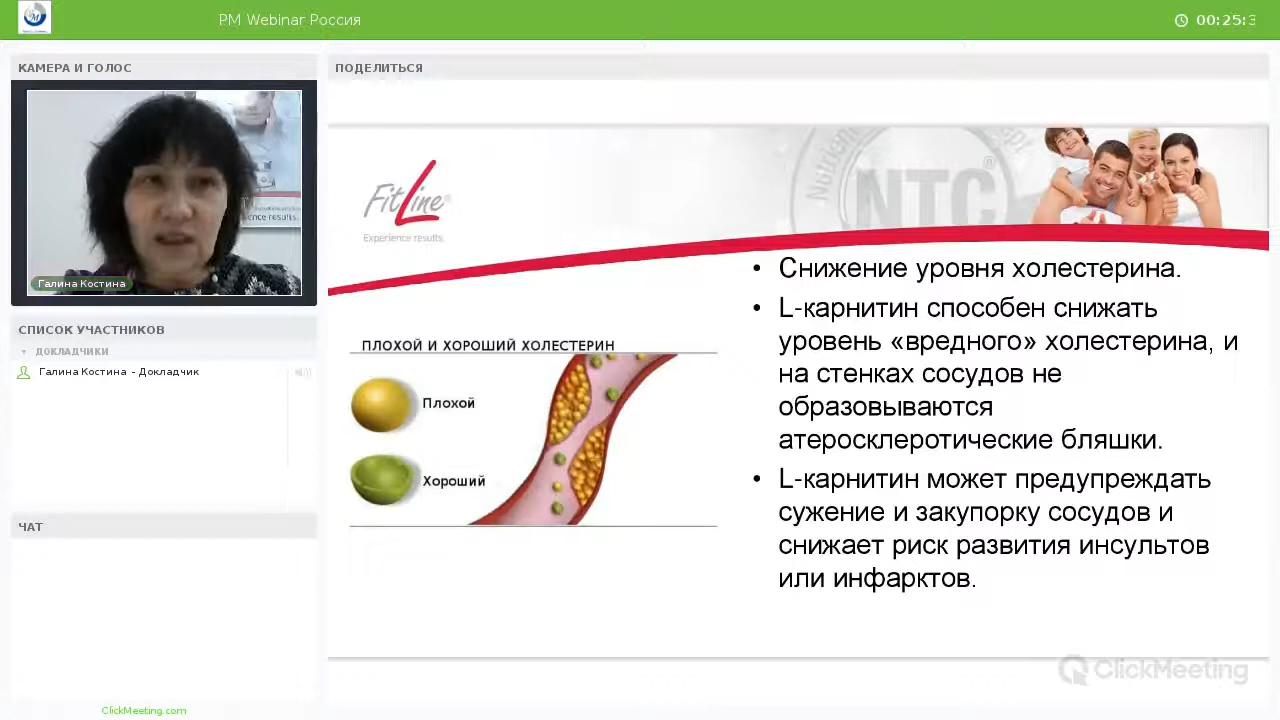 PM Webinar Россия
00:25:3
КАМЕРА И ГОЛОС
ПОДЕЛИТЬСЯ
ence results.
Галина Костина
СПИСОК УЧАСТНИКОВ
ДОКЛАДЧИКИ
Галина Костина - Докладчик
ЧАТ
ClickMeeting.com
FitLine®
Experience results.
NTC®
ПЛОХОЙ И ХОРОШИЙ ХОЛЕСТЕРИН
Плохой
Хороший
• Снижение уровня холестерина.
• L-карнитин способен снижать
уровень «вредного» холестерина, и
на стенках сосудов не
образовываются
атеросклеротические бляшки.
• L-карнитин может предупреждать
сужение и закупорку сосудов и
снижает риск развития инсультов
или инфарктов.
ClickMeeting